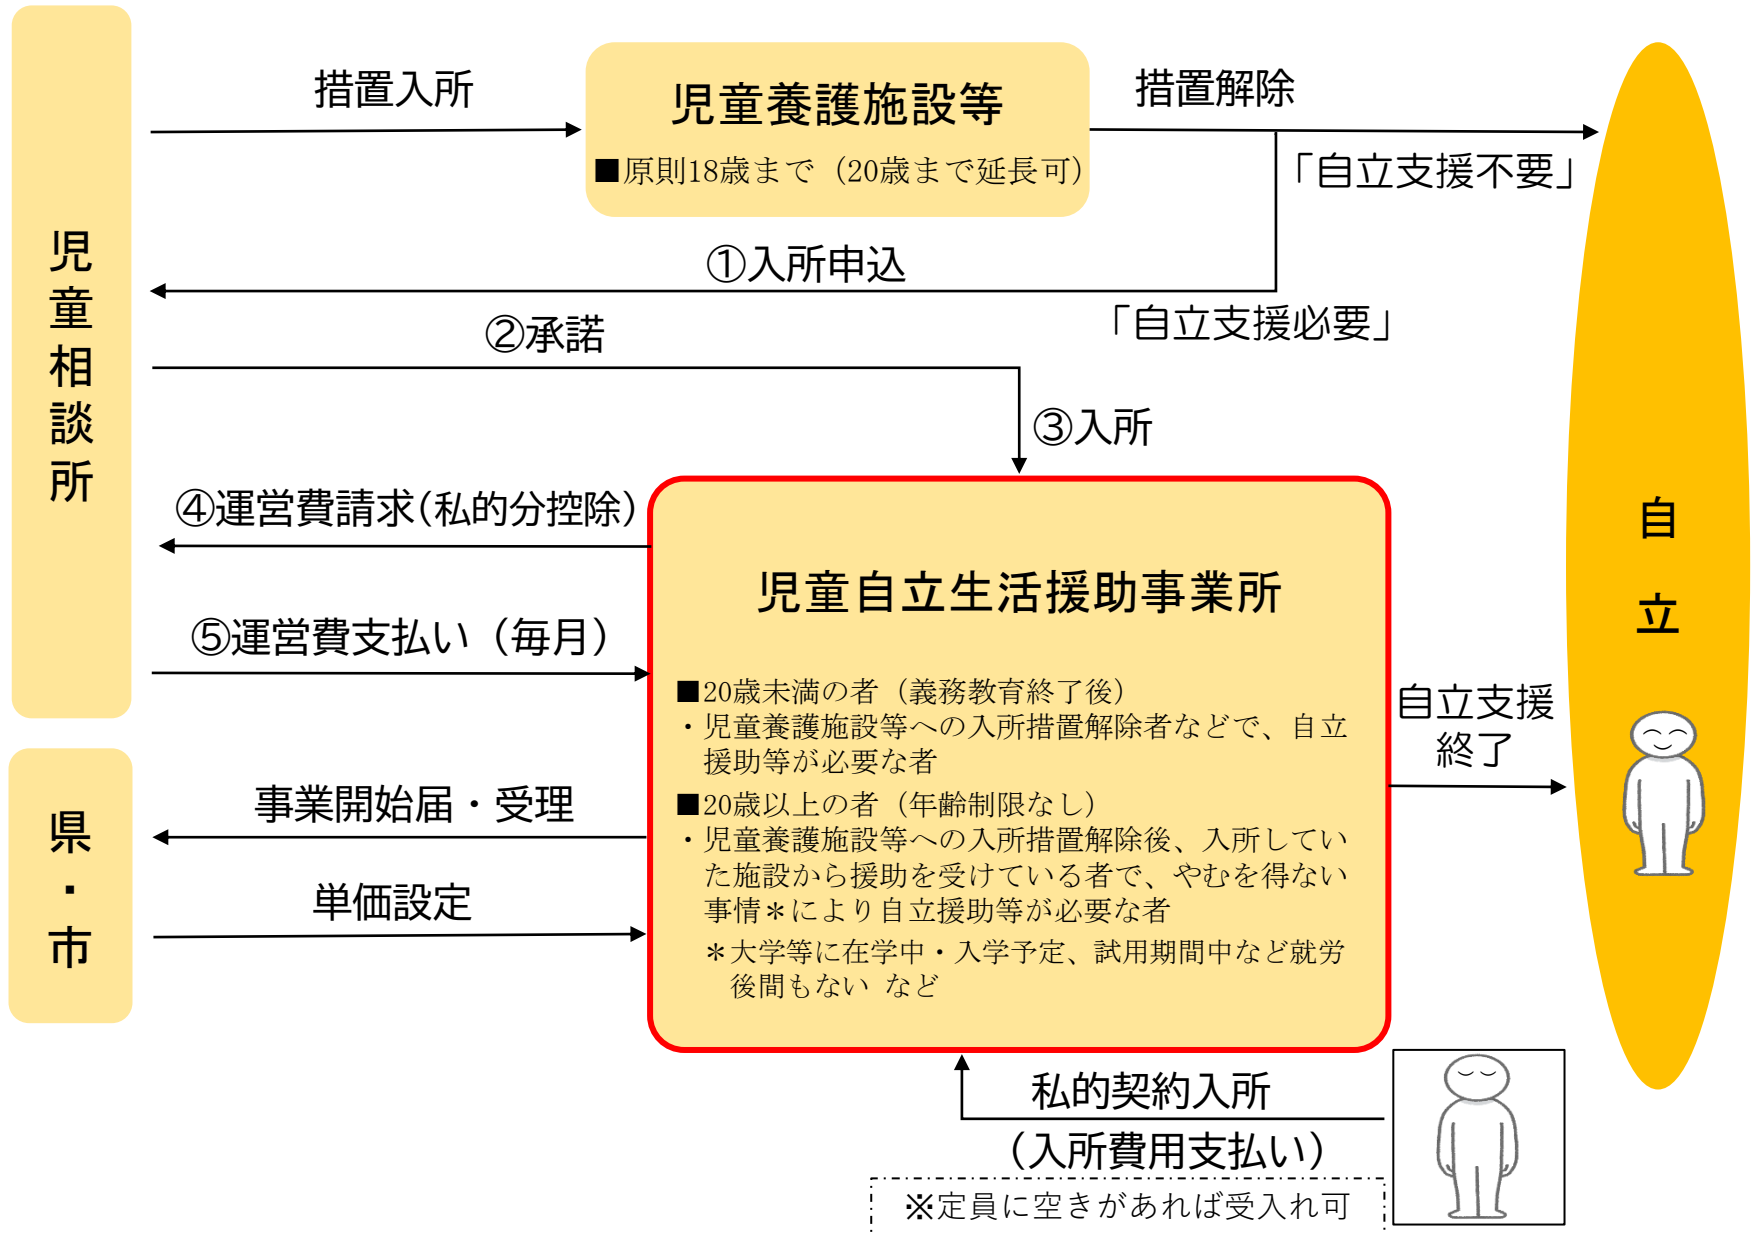 児童相談所
措置入所
児童養護施設等
■原則18歳まで（20歳まで延長可）
措置解除
「自立支援不要」
①入所申込
「自立支援必要」
②承諾
③入所
④運営費請求(私的分控除)
⑤運営費支払い（毎月）
児童自立生活援助事業所
■20歳未満の者（義務教育終了後）
・児童養護施設等への入所措置解除者などで、自立
援助等が必要な者
■20歳以上の者（年齢制限なし）
・児童養護施設等への入所措置解除後、入所してい
た施設から援助を受けている者で、やむを得ない
事情＊により自立援助等が必要な者
＊大学等に在学中・入学予定、試用期間中など就労
後間もない など
県・市
事業開始届・受理
単価設定
自立支援
終了
自立
私的契約入所
（入所費用支払い）
※定員に空きがあれば受入れ可